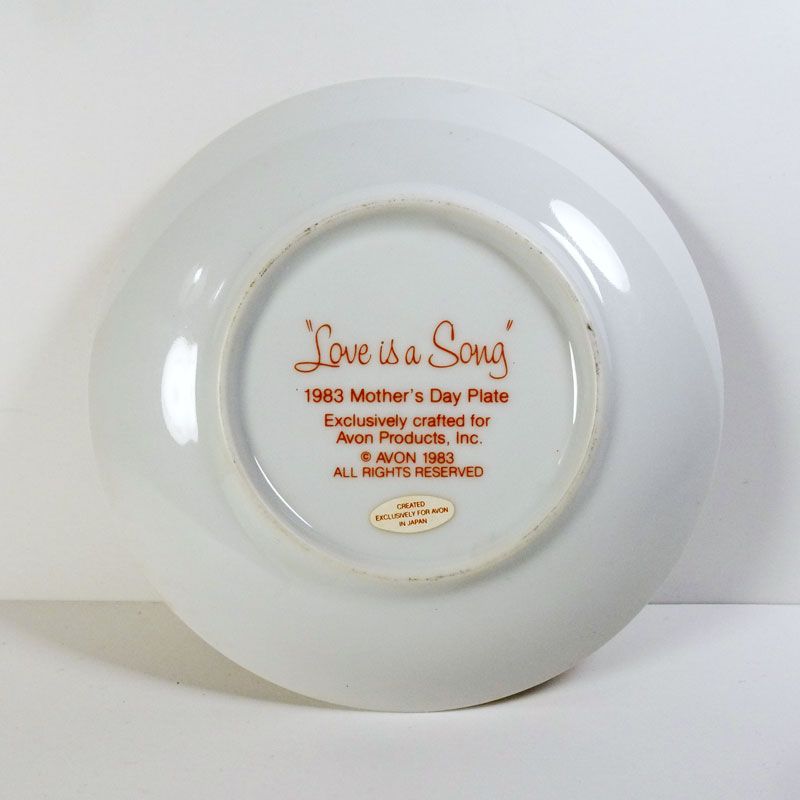 "Love is a Song"
1983 Mother's Day Plate
Exclusively crafted for
Avon Products, Inc.
© AVON 1983
ALL RIGHTS RESERVED
CREATED
EXCLUSIVELY FOR AVON
IN JAPAN